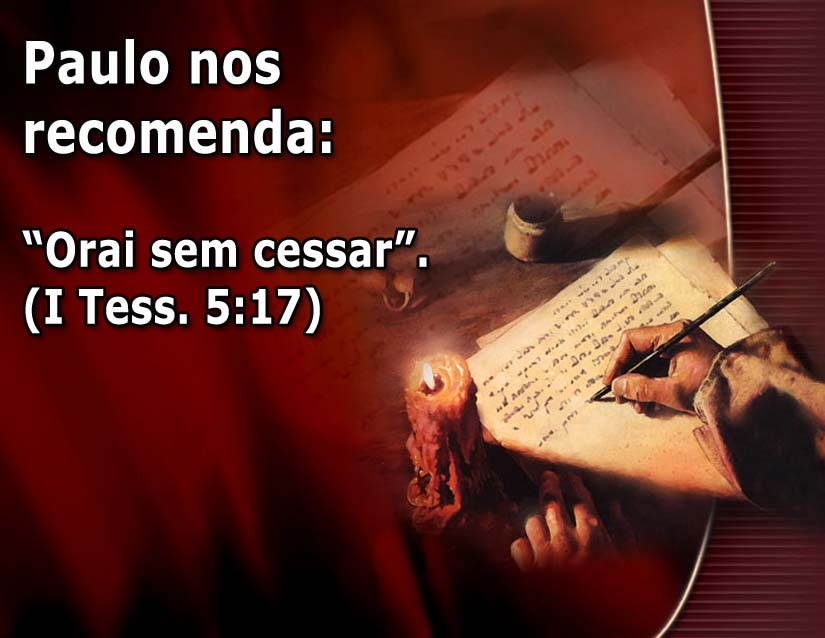 Paulo nos
recomenda:
“Orai sem cessar”.
(I Tess. 5:17)